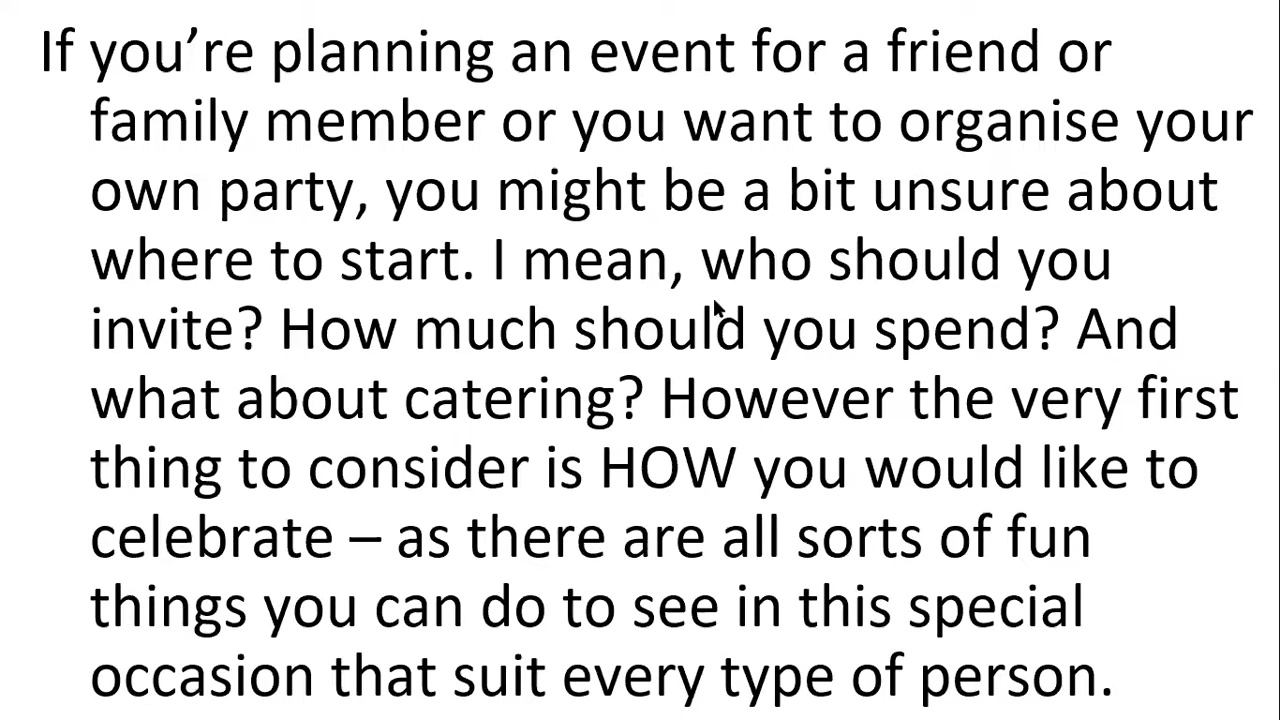 If you’re planning an event for a friend or
family member or you want to organise your
own party, you might be a bit unsure about
where to start. I mean, who should you
invite? How much should you spend? And
what about catering? However the very first
thing to consider is HOW you would like to
celebrate – as there are all sorts of fun
things you can do to see in this special
occasion that suit every type of person.